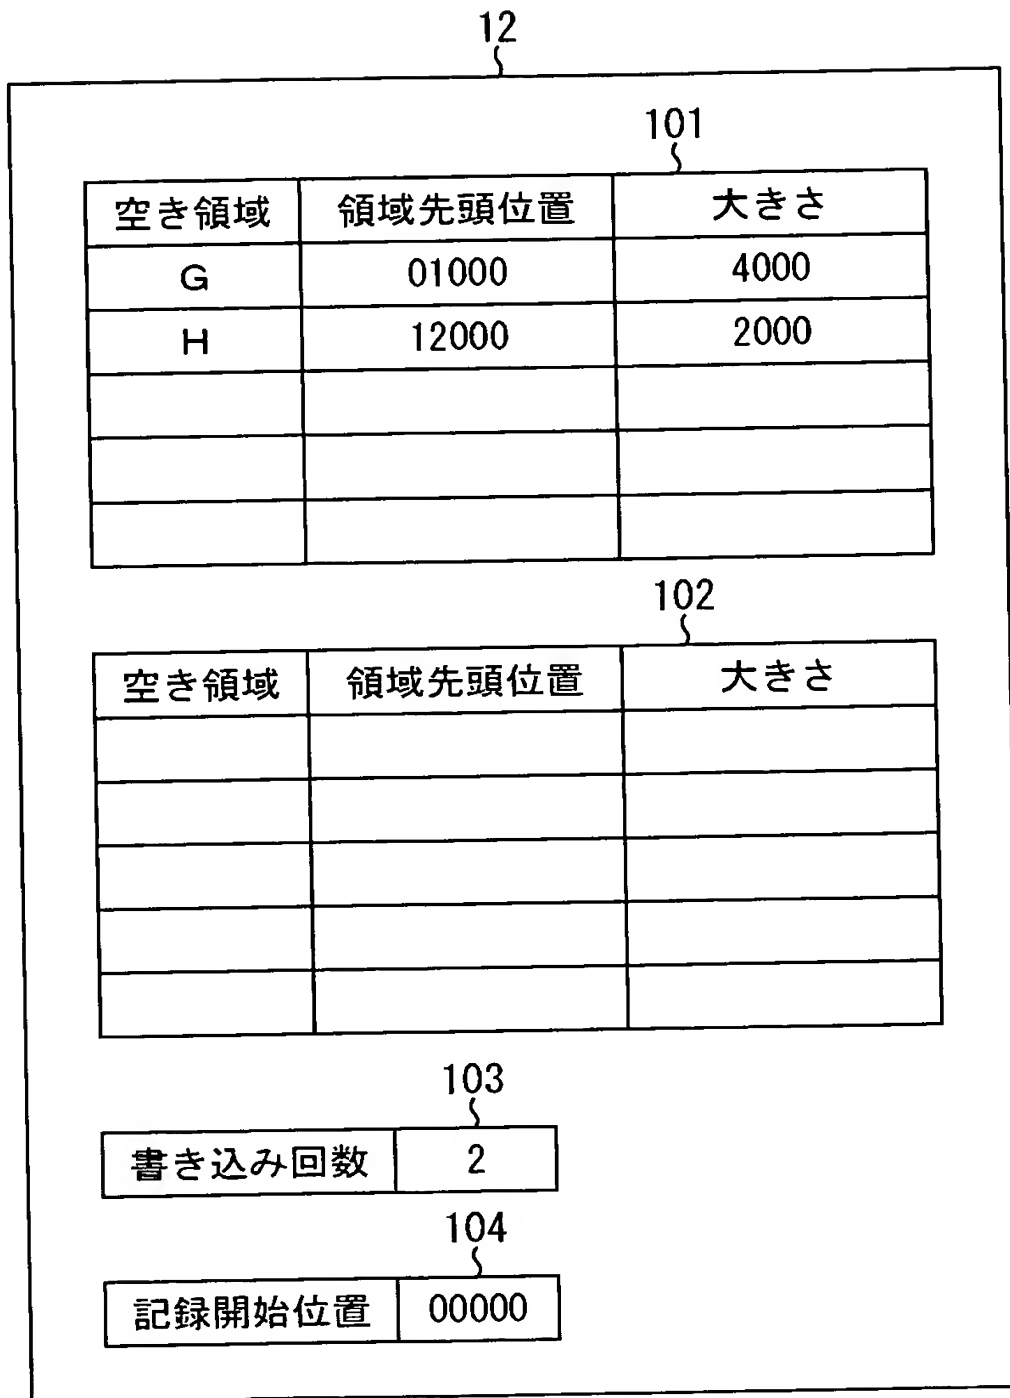 12
101
空き領域 領域先頭位置 大きさ
G 01000 4000
H 12000 2000
102
空き領域 領域先頭位置 大きさ
103
書き込み回数 2
104
記録開始位置 00000